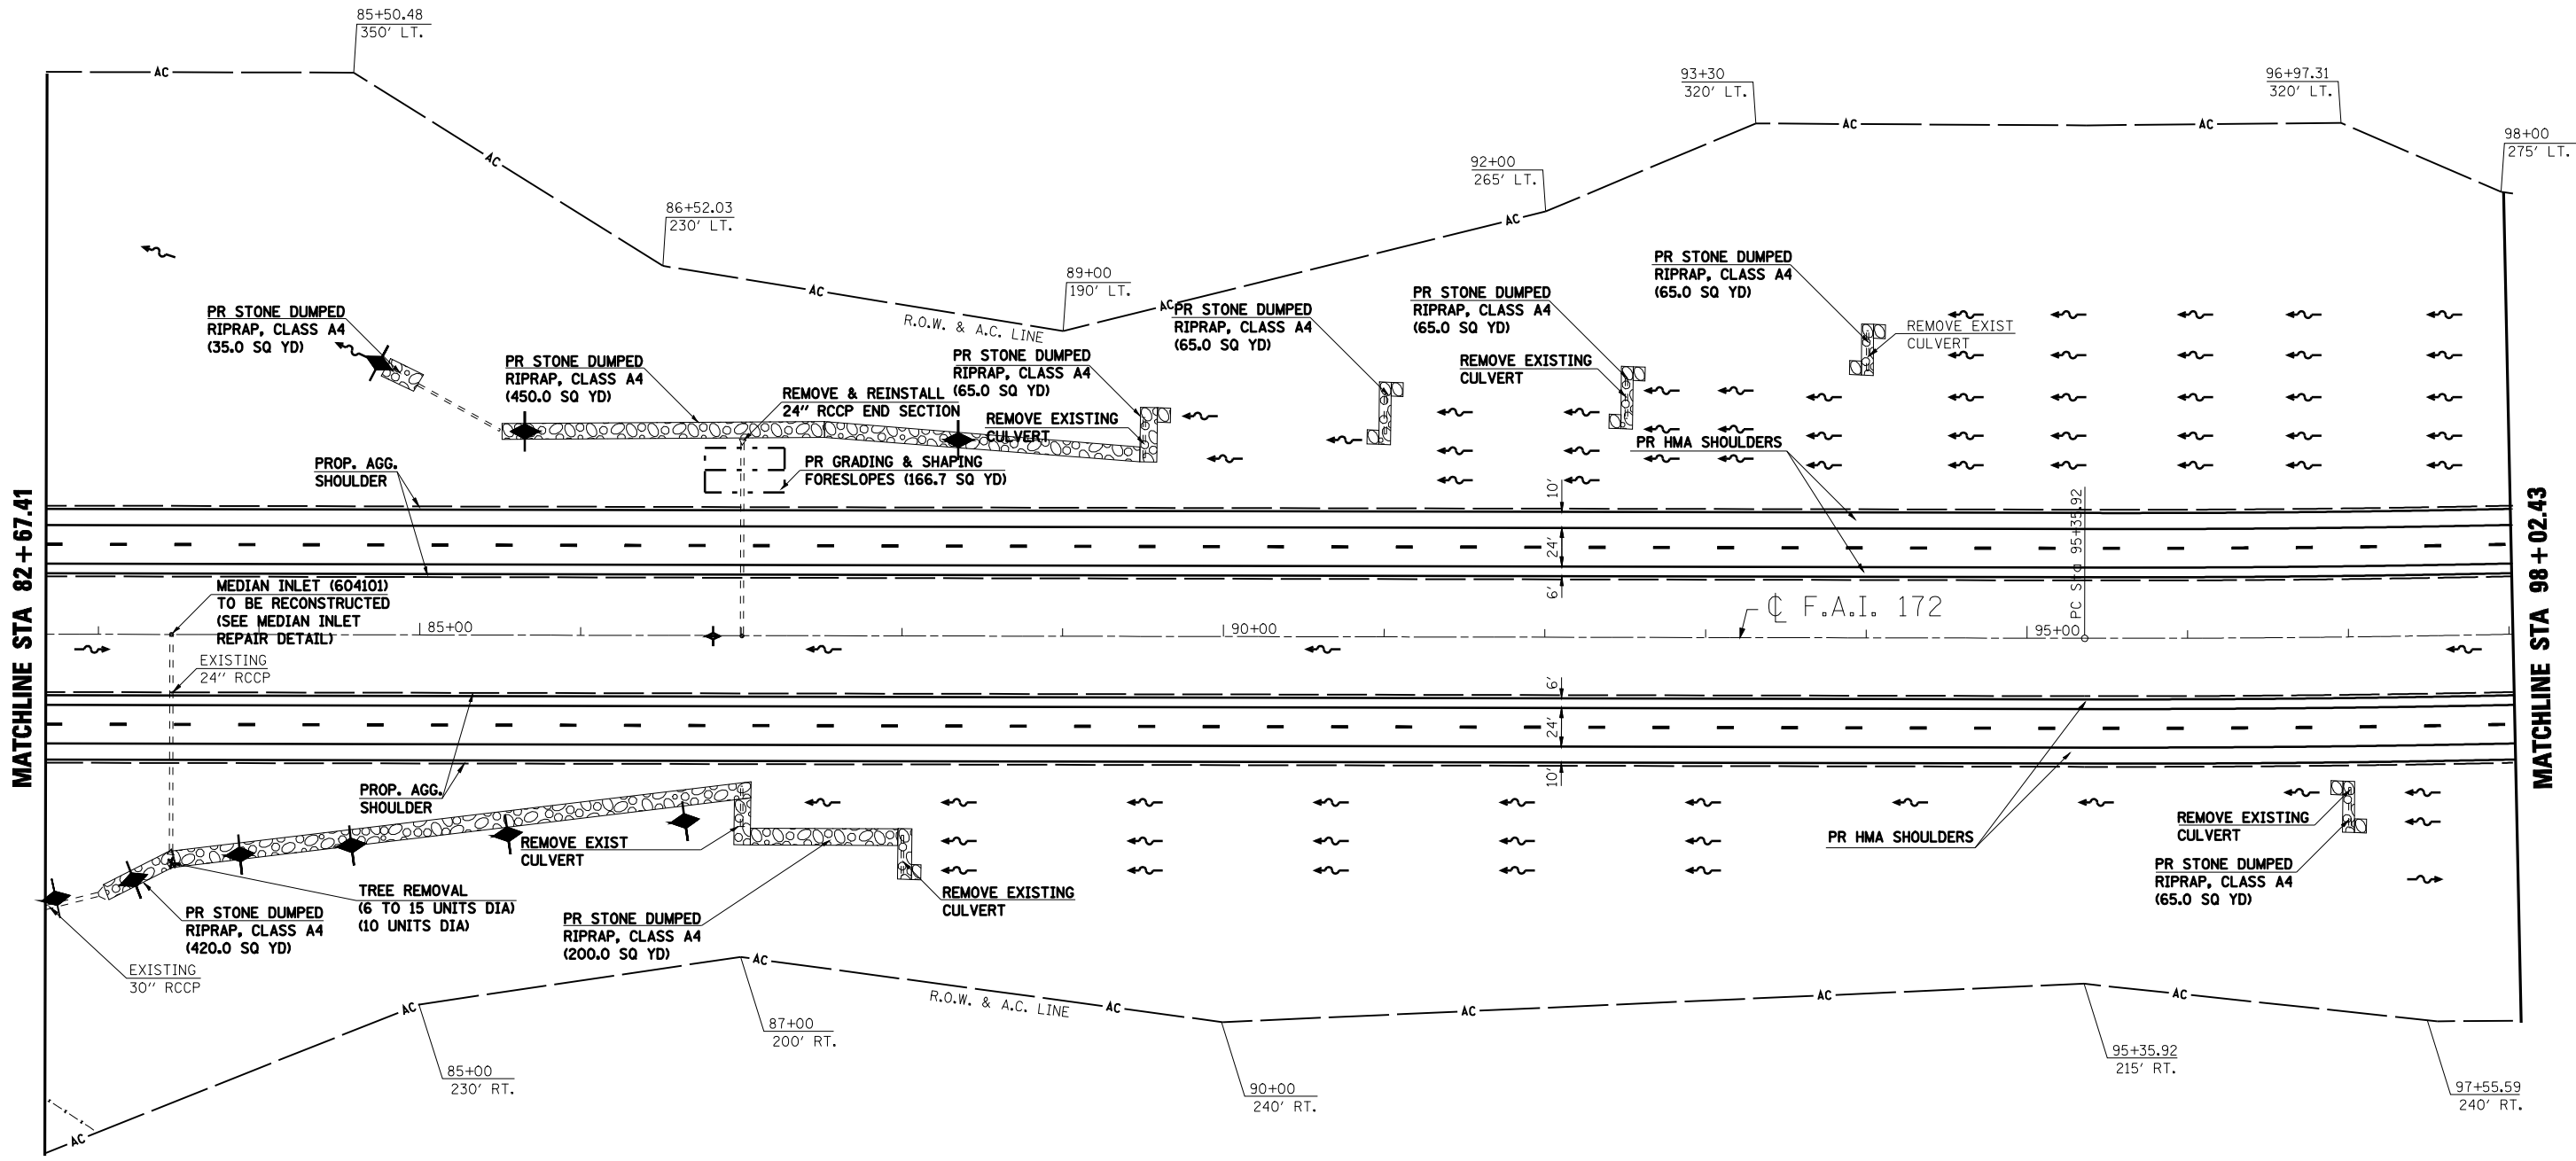 85+50.48
350' LT.
93+30
320' LT.
96+97.31
320' LT.
98+00
275' LT.
92+00
265' LT.
86+52.03
230' LT.
89+00
190' LT.
AC
AC
AC
AC
AC
AC
AC
R.O.W. & A.C. LINE
PR STONE DUMPED
RIPRAP, CLASS A4
(35.0 SQ YD)
PR STONE DUMPED
RIPRAP, CLASS A4
(450.0 SQ YD)
PR STONE DUMPED
RIPRAP, CLASS A4
(65.0 SQ YD)
PR STONE DUMPED
RIPRAP, CLASS A4
(65.0 SQ YD)
PR STONE DUMPED
RIPRAP, CLASS A4
(65.0 SQ YD)
PR STONE DUMPED
RIPRAP, CLASS A4
(65.0 SQ YD)
REMOVE EXIST
CULVERT
REMOVE EXISTING
CULVERT
REMOVE & REINSTALL
24" RCCP END SECTION
REMOVE EXISTING
CULVERT
PR GRADING & SHAPING
FORESLOPES (166.7 SQ YD)
PROP. AGG.
SHOULDER
PR HMA SHOULDERS
MATCHLINE STA 82+67.41
MATCHLINE STA 98+02.43
10'
24'
6'
PC Sta 95+35.92
MEDIAN INLET (604101)
TO BE RECONSTRUCTED
(SEE MEDIAN INLET
REPAIR DETAIL)
85+00
90+00
95+00
℄ F.A.I. 172
EXISTING
24" RCCP
6'
24'
10'
PROP. AGG.
SHOULDER
PR HMA SHOULDERS
REMOVE EXIST
CULVERT
REMOVE EXISTING
CULVERT
REMOVE EXISTING
CULVERT
PR STONE DUMPED
RIPRAP, CLASS A4
(65.0 SQ YD)
TREE REMOVAL
(6 TO 15 UNITS DIA)
(10 UNITS DIA)
PR STONE DUMPED
RIPRAP, CLASS A4
(420.0 SQ YD)
PR STONE DUMPED
RIPRAP, CLASS A4
(200.0 SQ YD)
EXISTING
30" RCCP
AC
AC
AC
AC
AC
AC
AC
R.O.W. & A.C. LINE
87+00
200' RT.
85+00
230' RT.
90+00
240' RT.
95+35.92
215' RT.
97+55.59
240' RT.